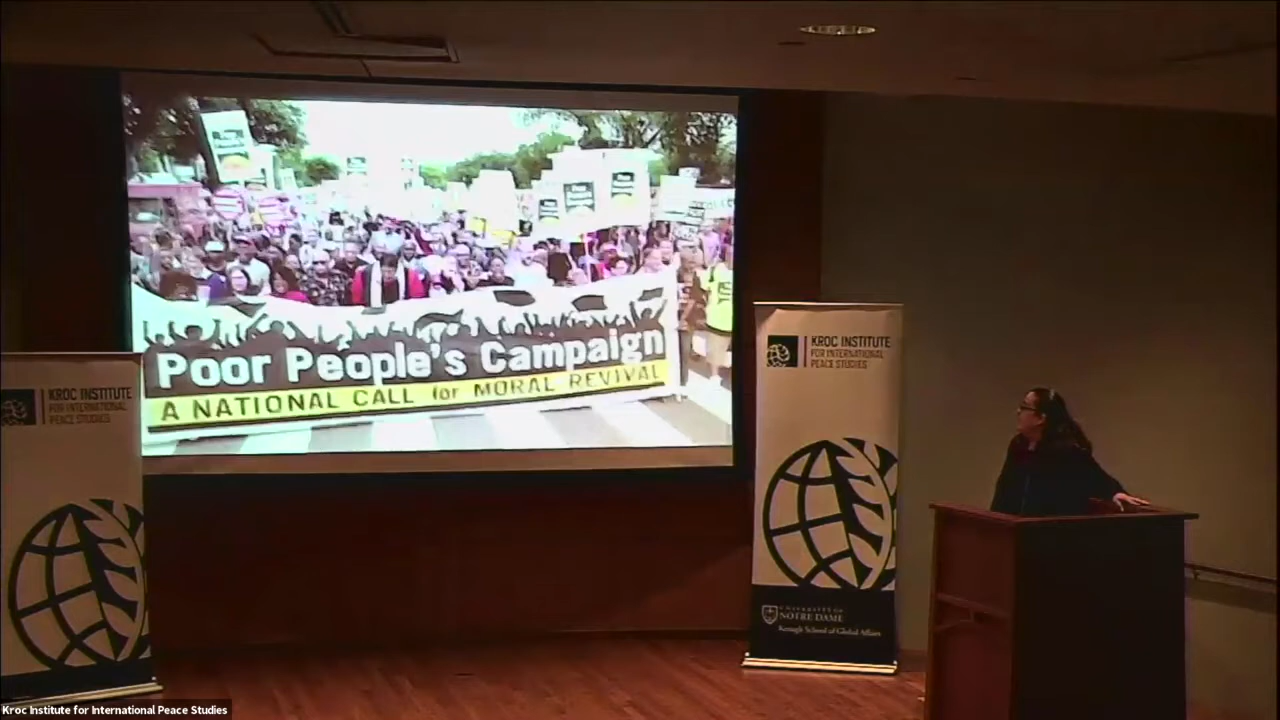 Poor People's Campaign
A NATIONAL CALL for MORAL REVIVAL
KROC INSTITUTE
FOR INTERNATIONAL
PEACE STUDIES
KROC INSTITUTE
FOR INTERNATIONAL
PEACE STUDIES
UNIVERSITY OF
NOTRE DAME
Keough School of Global Affairs
Kroc Institute for International Peace Studies